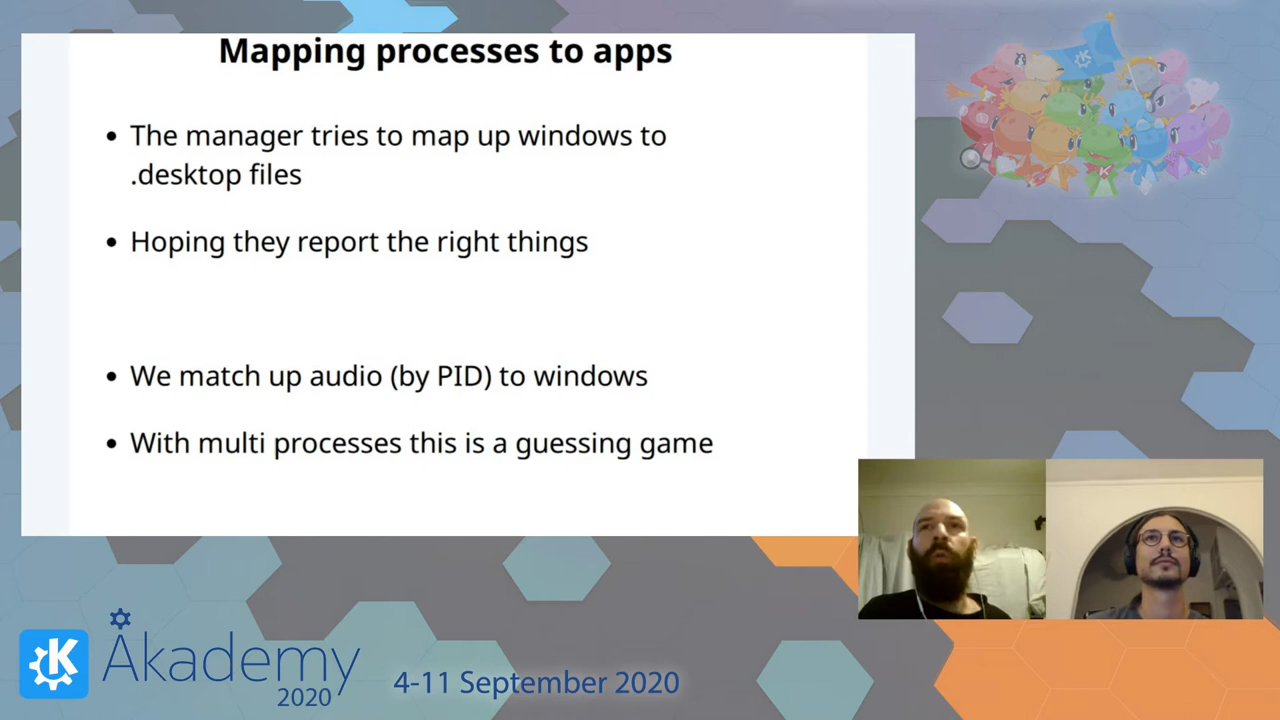 Mapping processes to apps
• The manager tries to map up windows to
.desktop files
• Hoping they report the right things
• We match up audio (by PID) to windows
• With multi processes this is a guessing game
K
Akademy
2020
4-11 September 2020